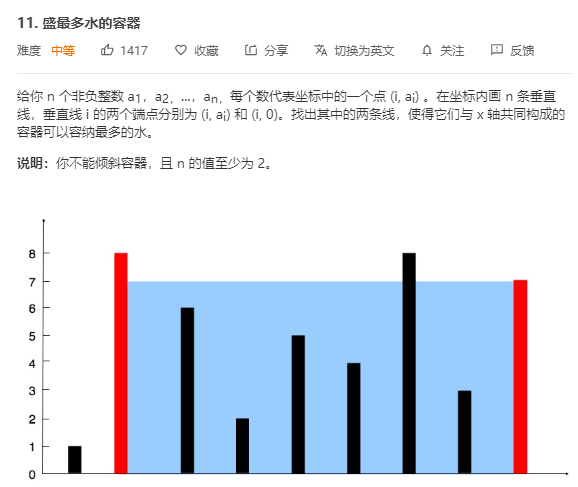 11. 盛最多水的容器
难度 中等 1417 收藏 分享 切换为英文 关注 反馈
给你 n 个非负整数 a1，a2，...，an，每个数代表坐标中的一个点 (i, ai) 。在坐标内画 n 条垂直
线，垂直线 i 的两个端点分别为 (i, ai) 和 (i, 0)。找出其中的两条线，使得它们与 x 轴共同构成的
容器可以容纳最多的水。
说明：你不能倾斜容器，且 n 的值至少为 2。
8
7
6
5
4
3
2
1
0